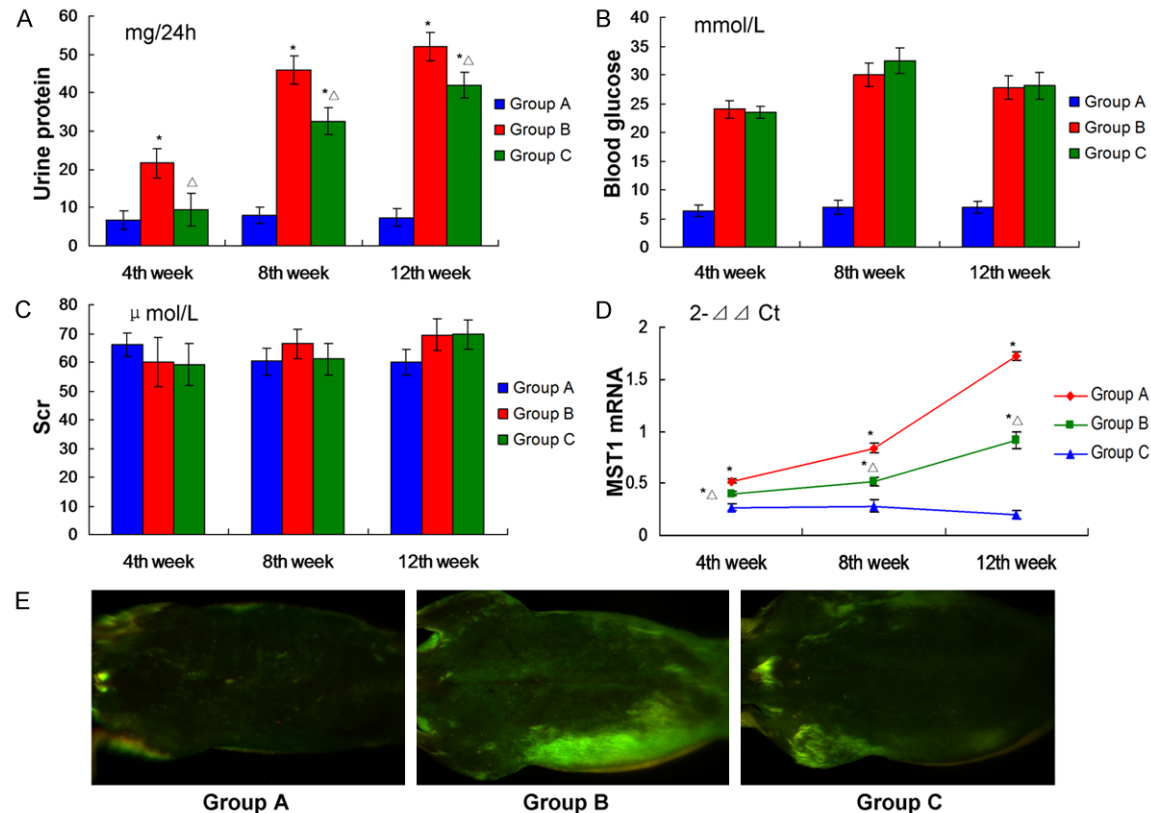 A
mg/24h
Urine protein
60
50
40
30
20
10
0
*
△
*
*△
*
*△
4th week
8th week
12th week
Group A
Group B
Group C
B
mmol/L
Blood glucose
40
35
30
25
20
15
10
5
0
4th week
8th week
12th week
Group A
Group B
Group C
C
μ mol/L
Scr
80
70
60
50
40
30
20
10
0
4th week
8th week
12th week
Group A
Group B
Group C
D
2-⊿⊿ Ct
MST1 mRNA
2
1.5
1
0.5
0
*
*△
*
*△
*
*△
4th week
8th week
12th week
Group A
Group B
Group C
E
Group A
Group B
Group C